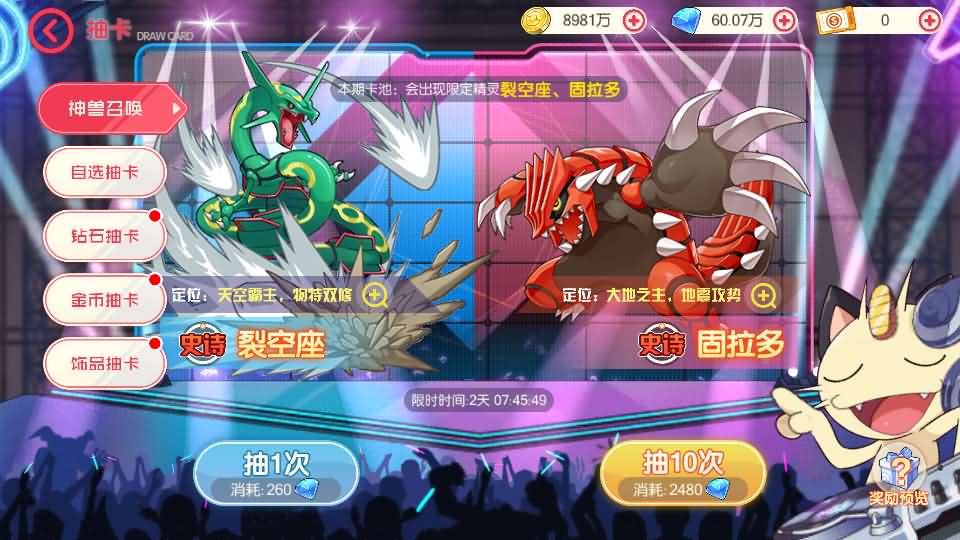 抽卡 DRAW CARD
8981万
60.07万
0
神兽召唤
自选抽卡
钻石抽卡
金币抽卡
饰品抽卡
本期卡池：会出现限定精灵裂空座、固拉多
定位：天空霸主，物特双修
史诗 裂空座
定位：大地之主，地震攻势
史诗 固拉多
限时时间:2天 07:45:49
抽1次
消耗:260
抽10次
消耗:2480
奖励预览